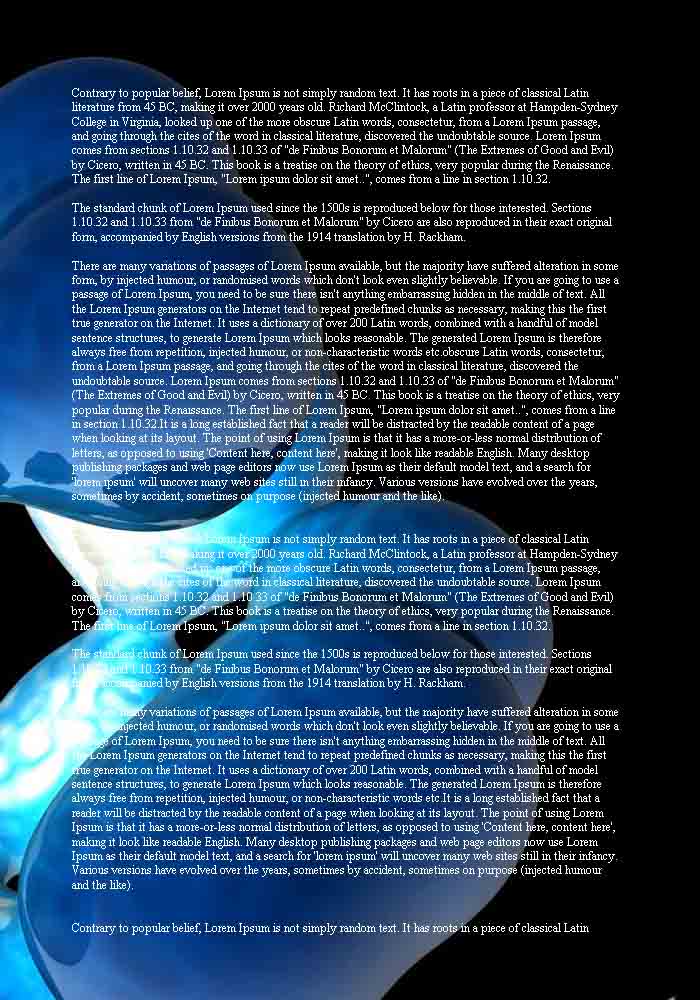 Contrary to popular belief, Lorem Ipsum is not simply random text. It has roots in a piece of classical Latin
literature from 45 BC, making it over 2000 years old. Richard McClintock, a Latin professor at Hampden-Sydney
College in Virginia, looked up one of the more obscure Latin words, consectetur, from a Lorem Ipsum passage,
and going through the cites of the word in classical literature, discovered the undoubtable source. Lorem Ipsum
comes from sections 1.10.32 and 1.10.33 of "de Finibus Bonorum et Malorum" (The Extremes of Good and Evil)
by Cicero, written in 45 BC. This book is a treatise on the theory of ethics, very popular during the Renaissance.
The first line of Lorem Ipsum, "Lorem ipsum dolor sit amet..", comes from a line in section 1.10.32.
The standard chunk of Lorem Ipsum used since the 1500s is reproduced below for those interested. Sections
1.10.32 and 1.10.33 from "de Finibus Bonorum et Malorum" by Cicero are also reproduced in their exact original
form, accompanied by English versions from the 1914 translation by H. Rackham.
There are many variations of passages of Lorem Ipsum available, but the majority have suffered alteration in some
form, by injected humour, or randomised words which don't look even slightly believable. If you are going to use a
passage of Lorem Ipsum, you need to be sure there isn't anything embarrassing hidden in the middle of text. All
the Lorem Ipsum generators on the Internet tend to repeat predefined chunks as necessary, making this the first
true generator on the Internet. It uses a dictionary of over 200 Latin words, combined with a handful of model
sentence structures, to generate Lorem Ipsum which looks reasonable. The generated Lorem Ipsum is therefore
always free from repetition, injected humour, or non-characteristic words etc.obscure Latin words, consectetur,
from a Lorem Ipsum passage, and going through the cites of the word in classical literature, discovered the
undoubtable source. Lorem Ipsum comes from sections 1.10.32 and 1.10.33 of "de Finibus Bonorum et Malorum"
(The Extremes of Good and Evil) by Cicero, written in 45 BC. This book is a treatise on the theory of ethics, very
popular during the Renaissance. The first line of Lorem Ipsum, "Lorem ipsum dolor sit amet..", comes from a line
in section 1.10.32.It is a long established fact that a reader will be distracted by the readable content of a page
when looking at its layout. The point of using Lorem Ipsum is that it has a more-or-less normal distribution of
letters, as opposed to using 'Content here, content here', making it look like readable English. Many desktop
publishing packages and web page editors now use Lorem Ipsum as their default model text, and a search for
'lorem ipsum' will uncover many web sites still in their infancy. Various versions have evolved over the years,
sometimes by accident, sometimes on purpose (injected humour and the like).
Ipsum is not simply random text. It has roots in a piece of classical Latin
making it over 2000 years old. Richard McClintock, a Latin professor at Hampden-Sydney
of the more obscure Latin words, consectetur, from a Lorem Ipsum passage,
the cites of the word in classical literature, discovered the undoubtable source. Lorem Ipsum
comes from sections 1.10.32 and 1.10.33 of "de Finibus Bonorum et Malorum" (The Extremes of Good and Evil)
by Cicero, written in 45 BC. This book is a treatise on the theory of ethics, very popular during the Renaissance.
The first line of Lorem Ipsum, "Lorem ipsum dolor sit amet..", comes from a line in section 1.10.32.
The standard chunk of Lorem Ipsum used since the 1500s is reproduced below for those interested. Sections
and 1.10.33 from "de Finibus Bonorum et Malorum" by Cicero are also reproduced in their exact original
accompanied by English versions from the 1914 translation by H. Rackham.
many variations of passages of Lorem Ipsum available, but the majority have suffered alteration in some
injected humour, or randomised words which don't look even slightly believable. If you are going to use a
of Lorem Ipsum, you need to be sure there isn't anything embarrassing hidden in the middle of text. All
the Lorem Ipsum generators on the Internet tend to repeat predefined chunks as necessary, making this the first
true generator on the Internet. It uses a dictionary of over 200 Latin words, combined with a handful of model
sentence structures, to generate Lorem Ipsum which looks reasonable. The generated Lorem Ipsum is therefore
always free from repetition, injected humour, or non-characteristic words etc.It is a long established fact that a
reader will be distracted by the readable content of a page when looking at its layout. The point of using Lorem
Ipsum is that it has a more-or-less normal distribution of letters, as opposed to using 'Content here, content here',
making it look like readable English. Many desktop publishing packages and web page editors now use Lorem
Ipsum as their default model text, and a search for 'lorem ipsum' will uncover many web sites still in their infancy.
Various versions have evolved over the years, sometimes by accident, sometimes on purpose (injected humour
and the like).
Contrary to popular belief, Lorem Ipsum is not simply random text. It has roots in a piece of classical Latin